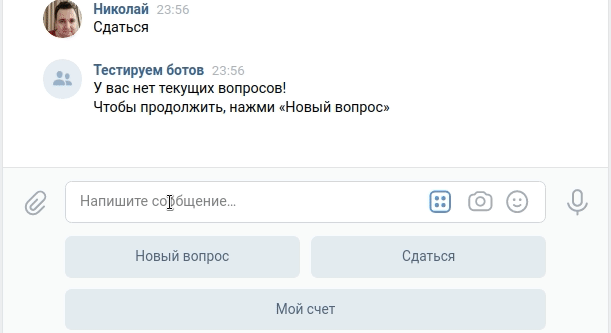 Николай 23:56
Сдаться
Тестируем ботов 23:56
У вас нет текущих вопросов!
Чтобы продолжить, нажми «Новый вопрос»
Напишите сообщение...
Новый вопрос Сдаться
Мой счет